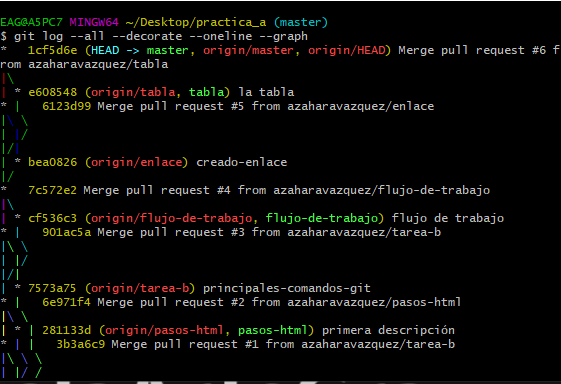 EAG@A5PC7 MINGW64 ~/Desktop/practica_a (master)
$ git log --all --decorate --oneline --graph
*   1cf5d6e (HEAD -> master, origin/master, origin/HEAD) Merge pull request #6 f
rom azaharavazquez/tabla
|\
| * e608548 (origin/tabla, tabla) la tabla
* |   6123d99 Merge pull request #5 from azaharavazquez/enlace
|\ \
| |/
|/|
| * bea0826 (origin/enlace) creado-enlace
|/
*   7c572e2 Merge pull request #4 from azaharavazquez/flujo-de-trabajo
|\
| * cf536c3 (origin/flujo-de-trabajo, flujo-de-trabajo) flujo de trabajo
* |   901ac5a Merge pull request #3 from azaharavazquez/tarea-b
|\ \
| |/
|/|
| * 7573a75 (origin/tarea-b) principales-comandos-git
* |   6e971f4 Merge pull request #2 from azaharavazquez/pasos-html
|\ \
| * | 281133d (origin/pasos-html, pasos-html) primera descripción
* | |   3b3a6c9 Merge pull request #1 from azaharavazquez/tarea-b
|\ \ \
| |/ /